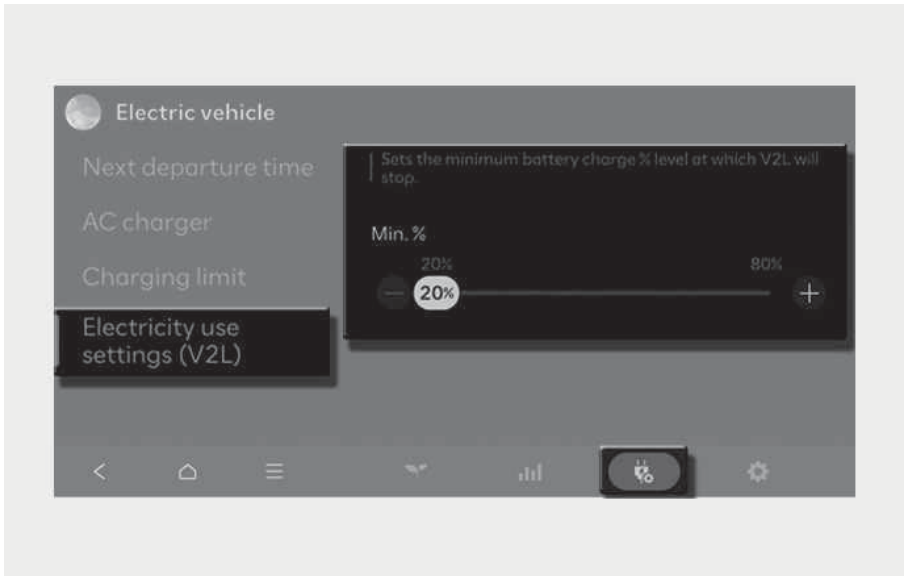 Electric vehicle
Next departure time
AC charger
Charging limit
Electricity use
settings (V2L)
Sets the minimum battery charge % level at which V2L will
stop.
Min. %
20%
80%
20%